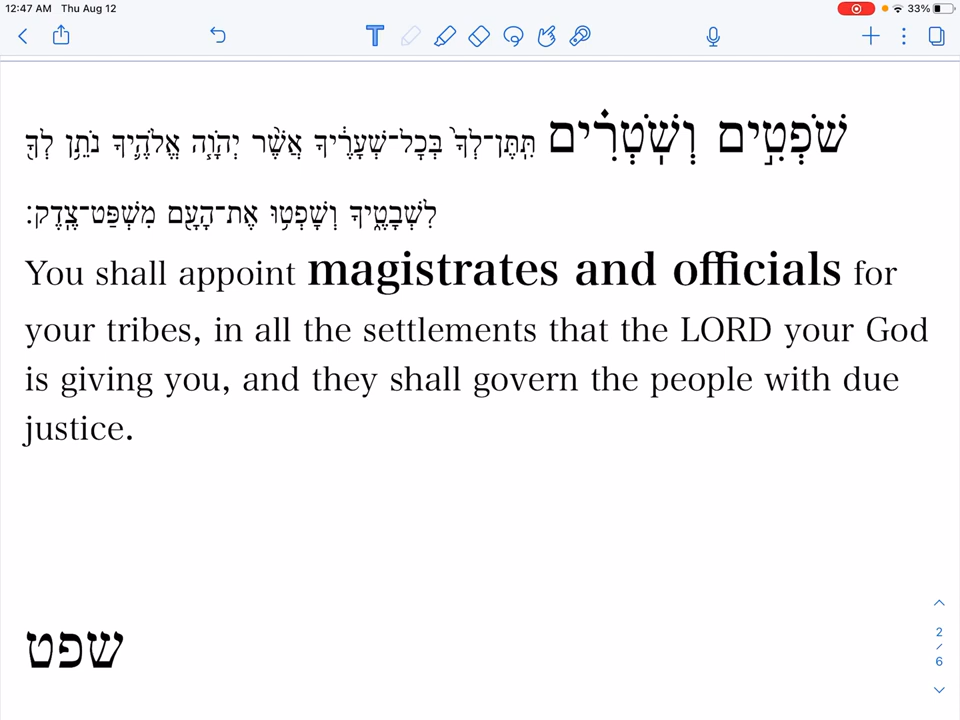 12:47 AM Thu Aug 12 33%
שֹׁפְטִ֣ים וְשֹֽׁטְרִ֗ים תִּֽתֶּן־לְךָ֙ בְּכׇל־שְׁעָרֶ֔יךָ אֲשֶׁ֨ר יְהֹוָ֧ה אֱלֹהֶ֛יךָ נֹתֵ֥ן לְךָ֖
לִשְׁבָטֶ֑יךָ וְשָׁפְט֥וּ אֶת־הָעָ֖ם מִשְׁפַּט־צֶֽדֶק׃
You shall appoint magistrates and officials for
your tribes, in all the settlements that the LORD your God
is giving you, and they shall govern the people with due
justice.
2
/
6
שפט